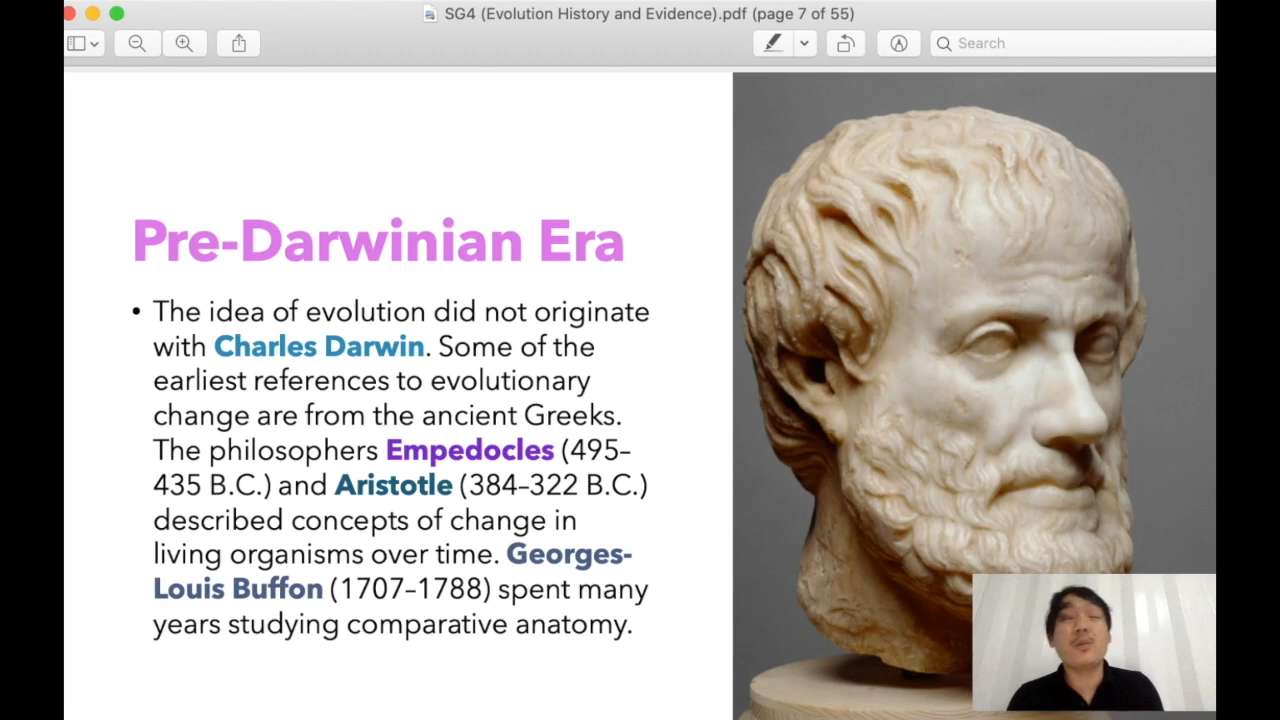 SG4 (Evolution History and Evidence).pdf (page 7 of 55)
Search
Pre-Darwinian Era
• The idea of evolution did not originate
with Charles Darwin. Some of the
earliest references to evolutionary
change are from the ancient Greeks.
The philosophers Empedocles (495–
435 B.C.) and Aristotle (384–322 B.C.)
described concepts of change in
living organisms over time. Georges-
Louis Buffon (1707–1788) spent many
years studying comparative anatomy.